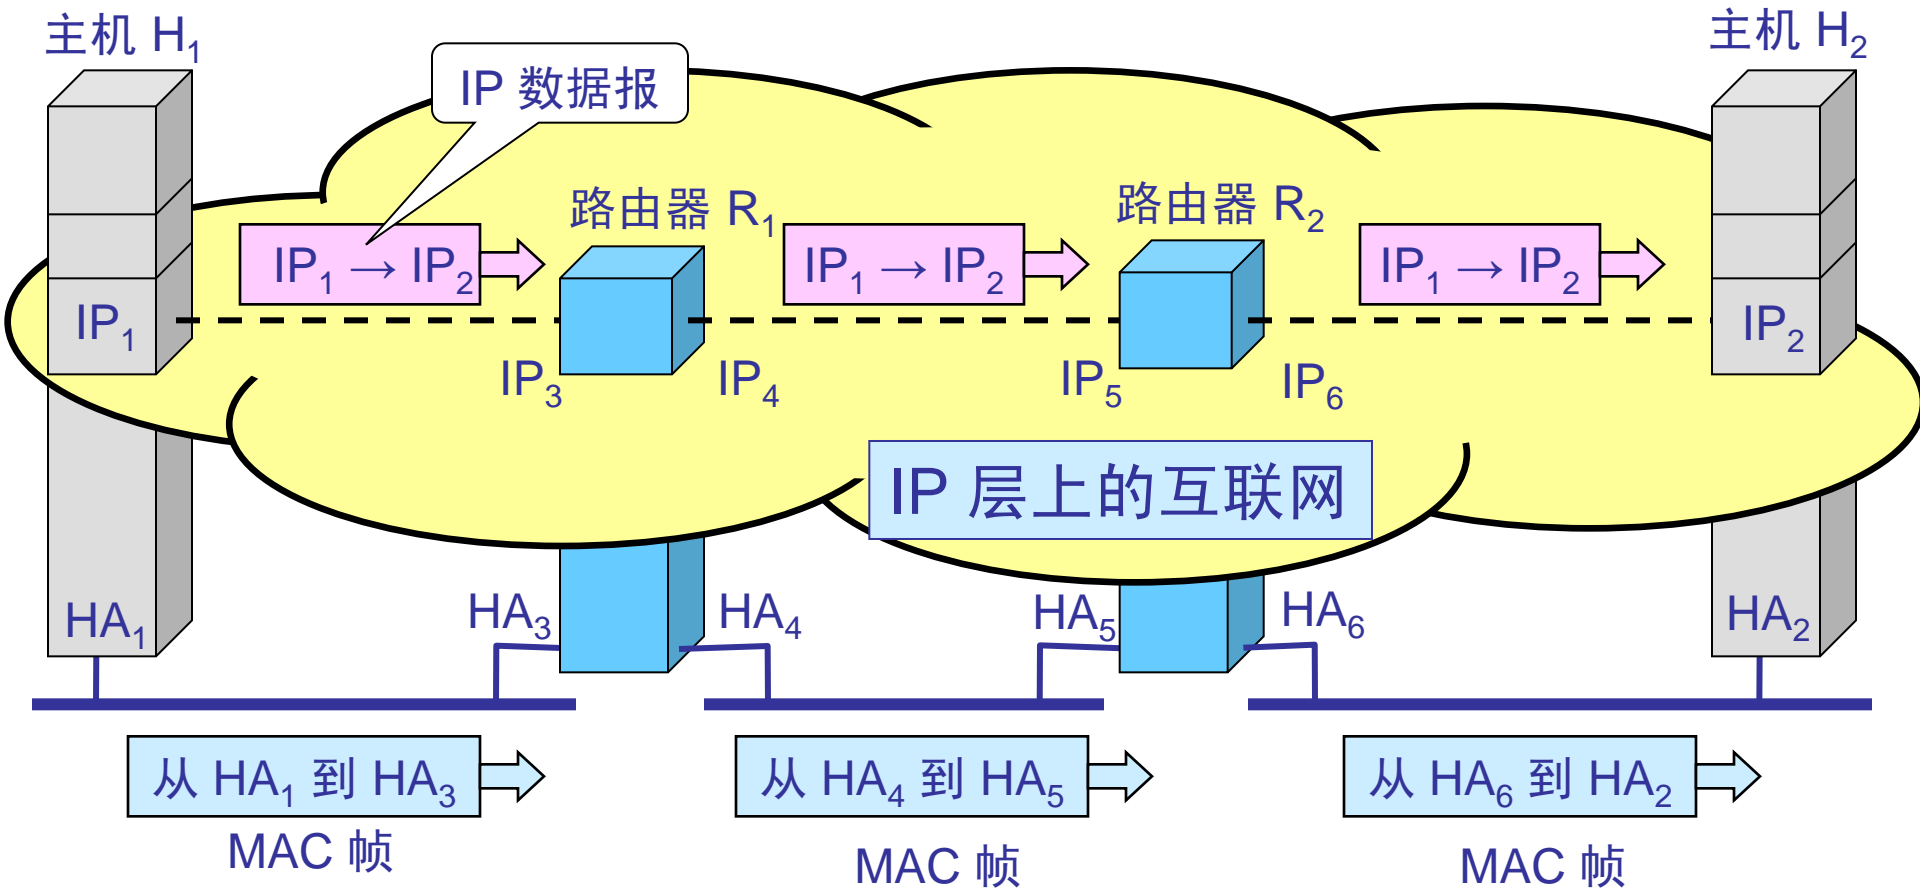 主机 H₁
主机 H₂
IP 数据报
路由器 R₁
路由器 R₂
IP₁ → IP₂
IP₁ → IP₂
IP₁ → IP₂
IP₁
IP₂
IP₃
IP₄
IP₅
IP₆
IP 层上的互联网
HA₁
HA₃
HA₄
HA₅
HA₆
HA₂
从 HA₁ 到 HA₃
从 HA₄ 到 HA₅
从 HA₆ 到 HA₂
MAC 帧
MAC 帧
MAC 帧